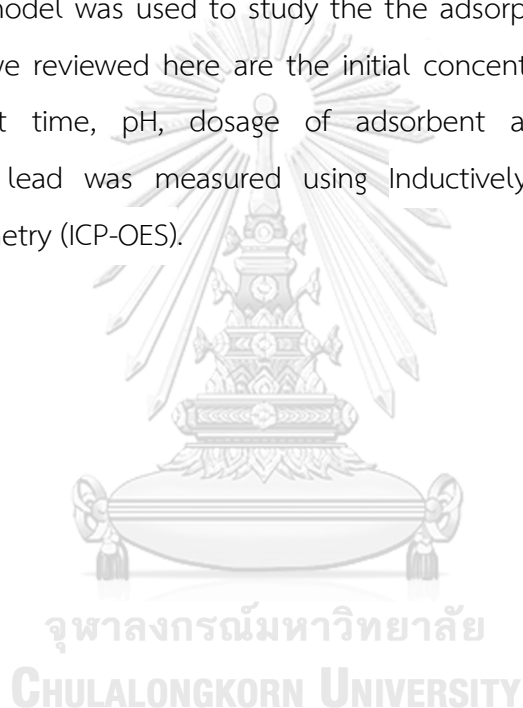 model was used to study the the adsorp
ve reviewed here are the initial concent
t time, pH, dosage of adsorbent a
lead was measured using Inductively
metry (ICP-OES).
จุฬาลงกรณ์มหาวิทยาลัย
CHULALONGKORN UNIVERSITY